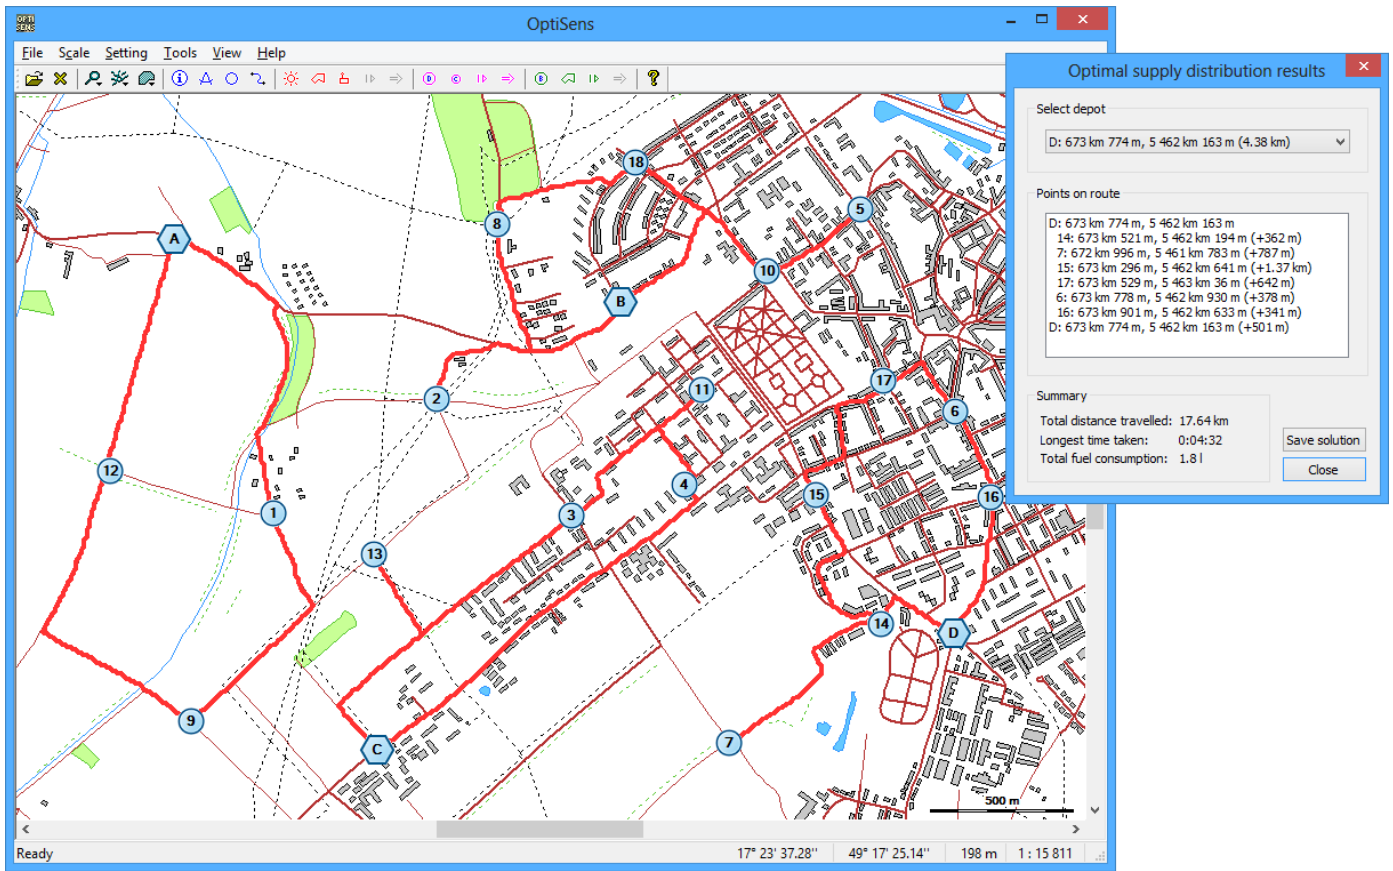 OPTI
SENS
OptiSens
File Scale Setting Tools View Help
Optimal supply distribution results
Select depot
D: 673 km 774 m, 5 462 km 163 m (4.38 km)
Points on route
D: 673 km 774 m, 5 462 km 163 m
14: 673 km 521 m, 5 462 km 194 m (+362 m)
7: 672 km 996 m, 5 461 km 783 m (+787 m)
15: 673 km 296 m, 5 462 km 641 m (+1.37 km)
17: 673 km 529 m, 5 463 km 36 m (+642 m)
6: 673 km 778 m, 5 462 km 930 m (+378 m)
16: 673 km 901 m, 5 462 km 633 m (+341 m)
D: 673 km 774 m, 5 462 km 163 m (+501 m)
Summary
Total distance travelled: 17.64 km
Longest time taken: 0:04:32
Total fuel consumption: 1.8 l
Save solution
Close
18
5
8
A
10
B
17
11
2
6
12
4
15
16
1
3
13
14
D
9
7
C
500 m
Ready
17° 23' 37.28'' 49° 17' 25.14'' 198 m 1 : 15 811